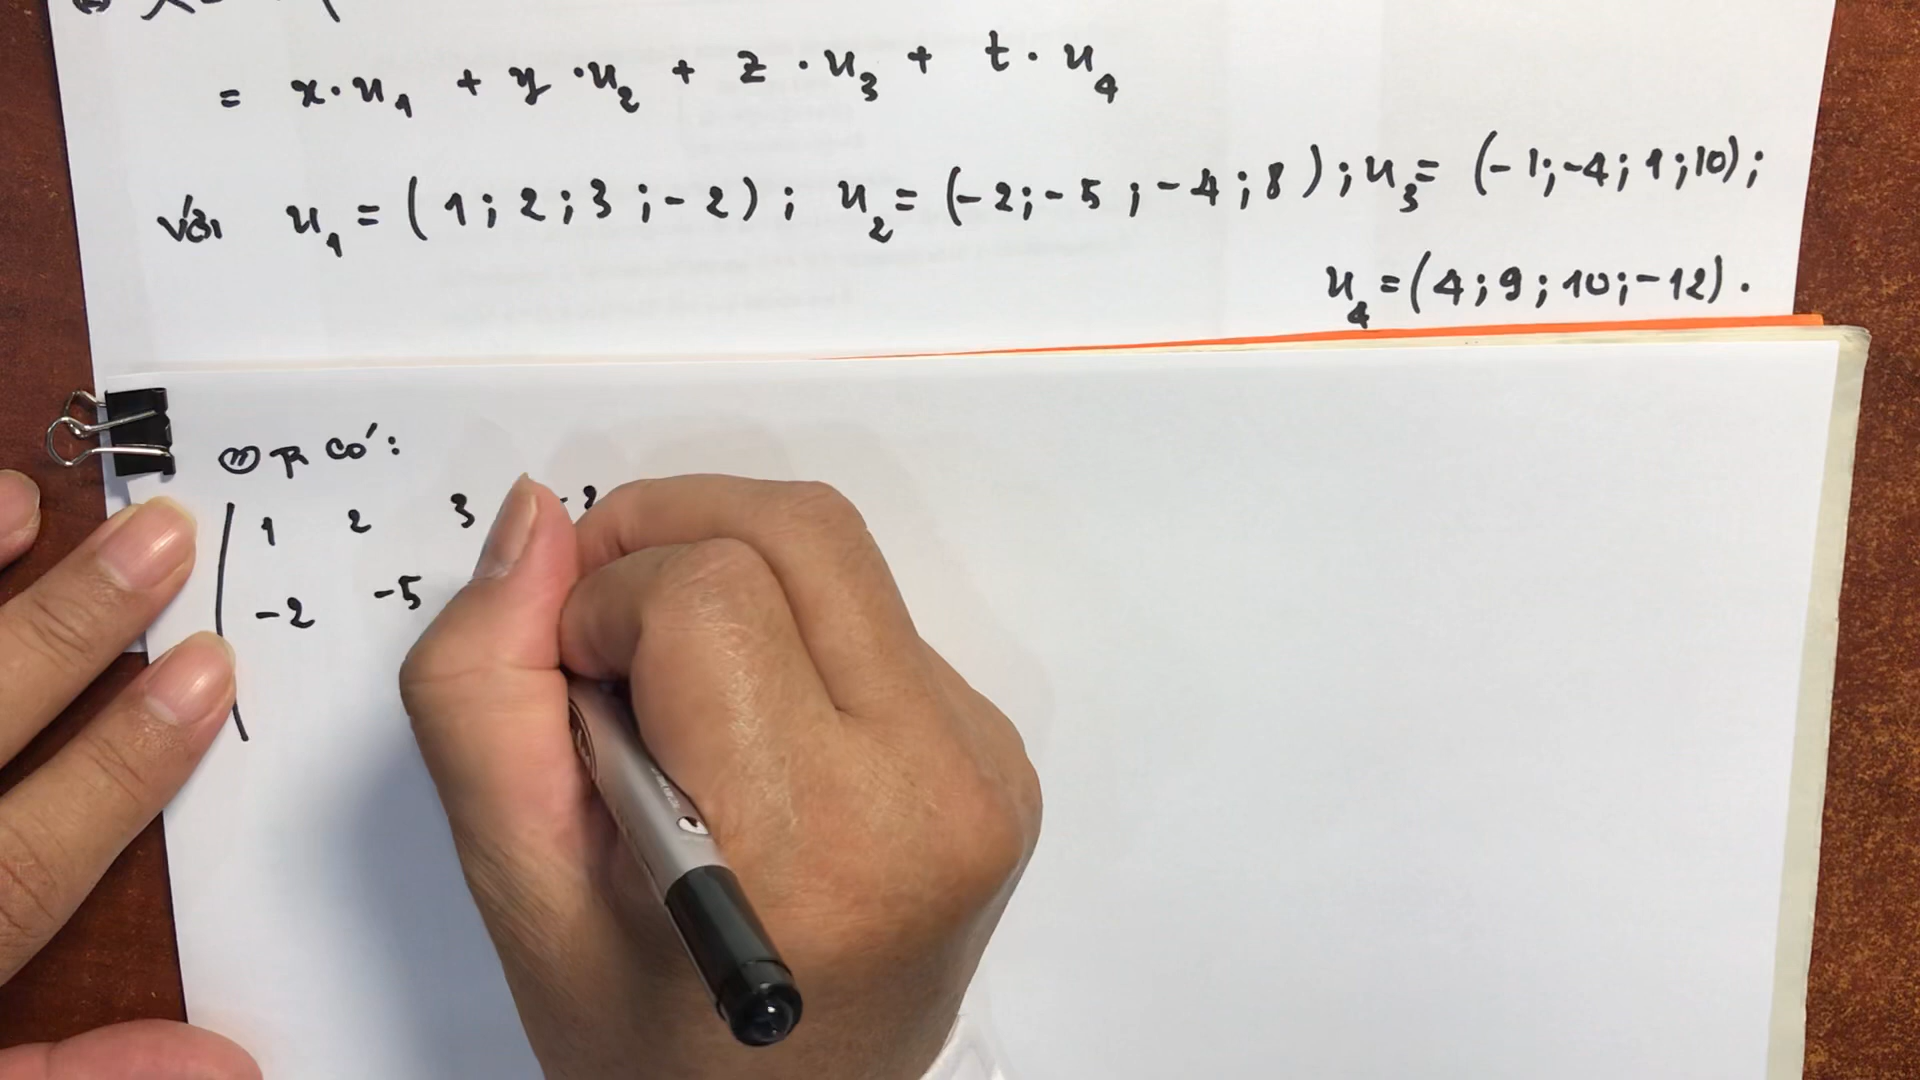 = x.u₁ + y.u₂ + z.u₃ + t.u₄
với u₁ = (1;2;3;-2); u₂ = (-2;-5;-4;8); u₃ = (-1;-4;1;10);
u₄ = (4;9;10;-12).
có:
1 2 3 -2
-2 -5